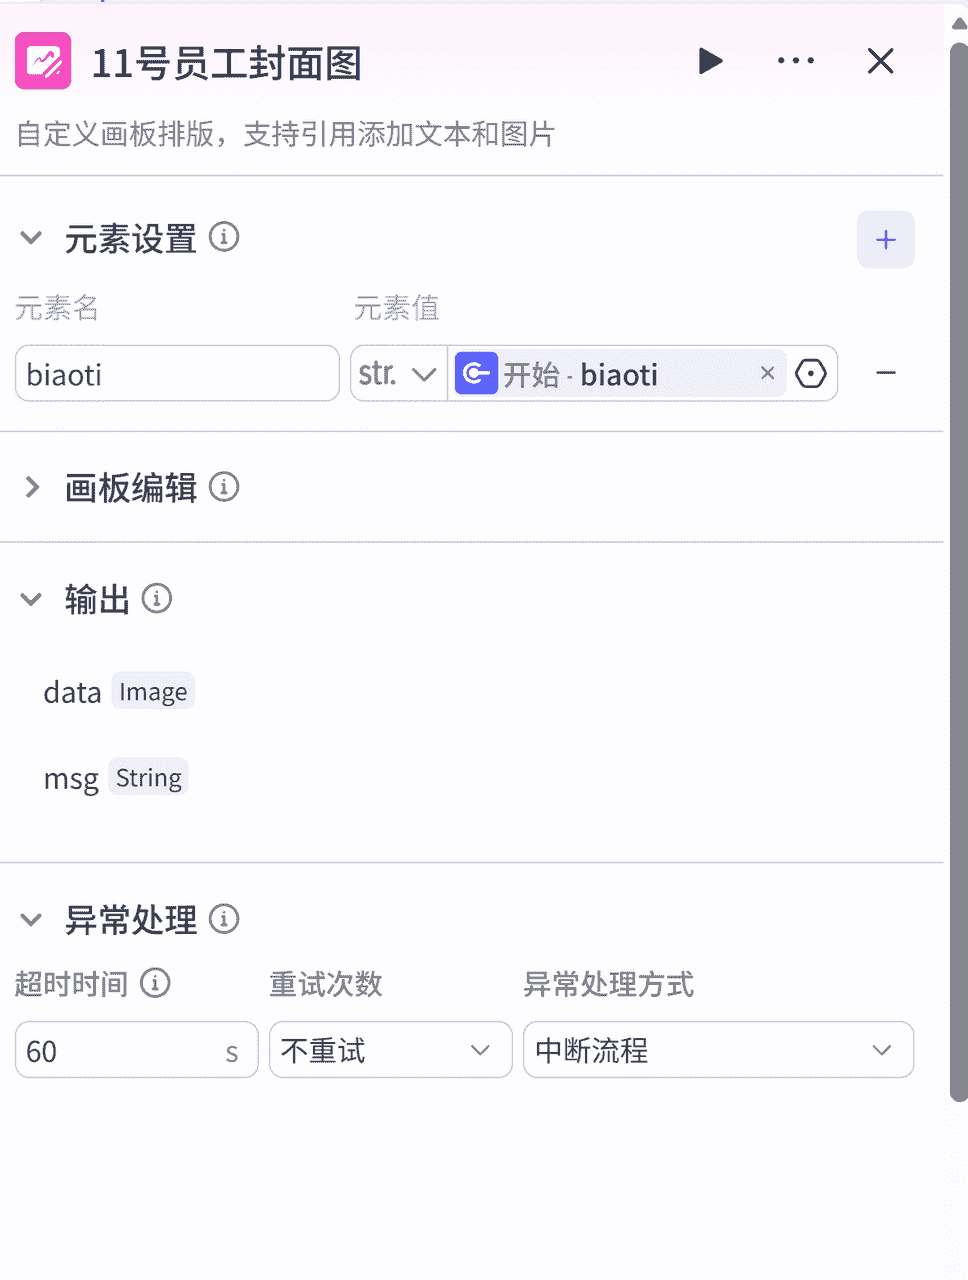 11号员工封面图
自定义画板排版，支持引用添加文本和图片
元素设置
元素名 元素值
biaoti str. 开始 - biaoti
画板编辑
输出
data Image
msg String
异常处理
超时时间 重试次数 异常处理方式
60 s 不重试 中断流程